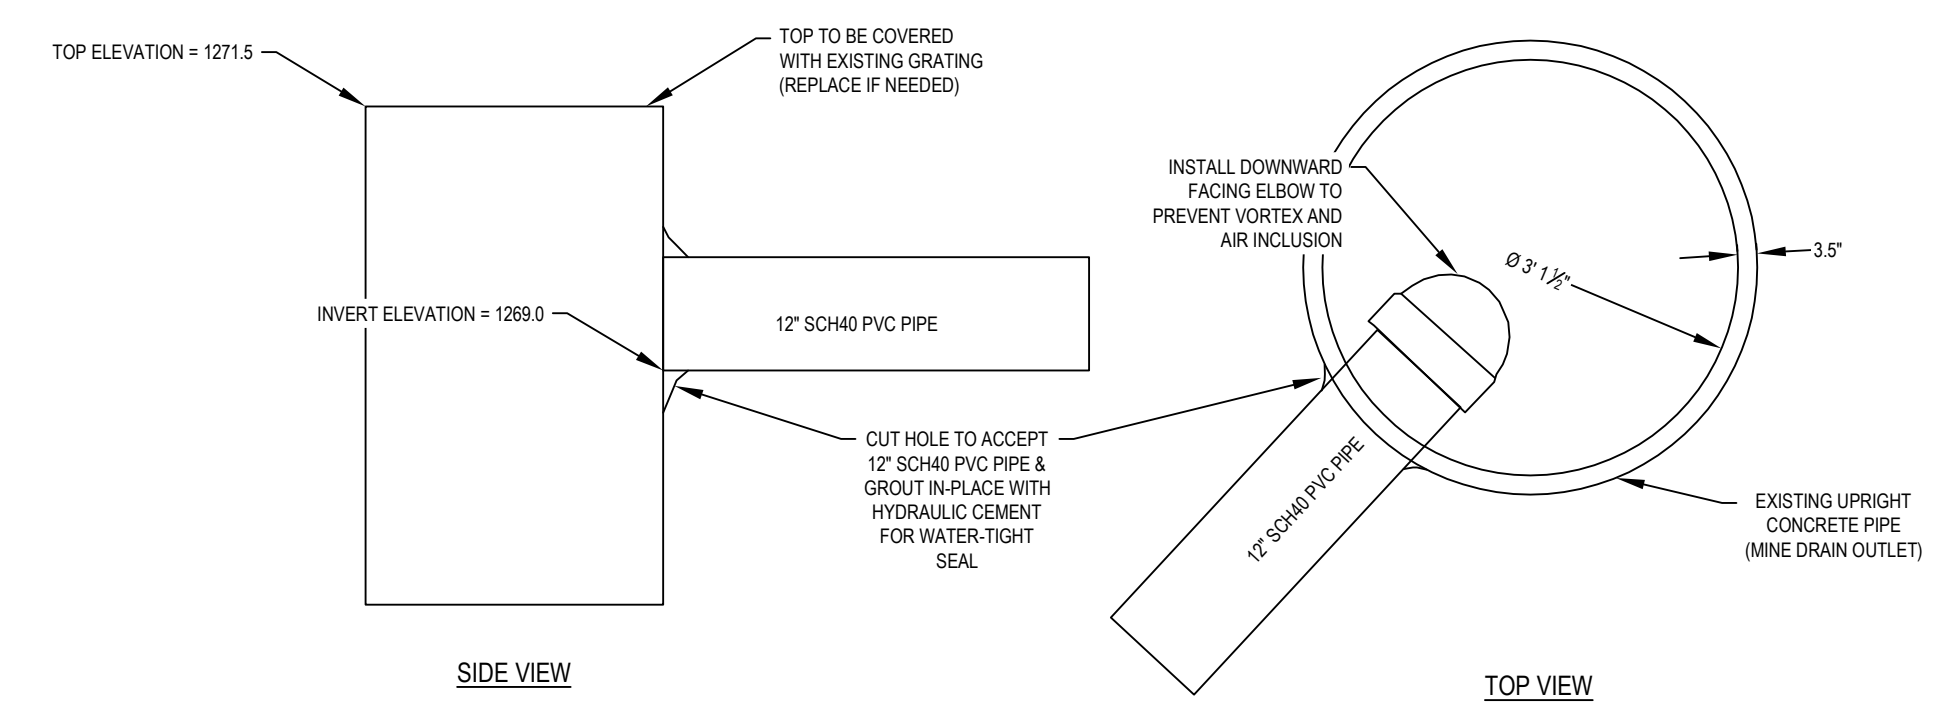 TOP ELEVATION = 1271.5
TOP TO BE COVERED
WITH EXISTING GRATING
(REPLACE IF NEEDED)
INVERT ELEVATION = 1269.0
12" SCH40 PVC PIPE
CUT HOLE TO ACCEPT
12" SCH40 PVC PIPE &
GROUT IN-PLACE WITH
HYDRAULIC CEMENT
FOR WATER-TIGHT
SEAL
SIDE VIEW
INSTALL DOWNWARD
FACING ELBOW TO
PREVENT VORTEX AND
AIR INCLUSION
Ø 3' 1½"
3.5"
12" SCH40 PVC PIPE
EXISTING UPRIGHT
CONCRETE PIPE
(MINE DRAIN OUTLET)
TOP VIEW